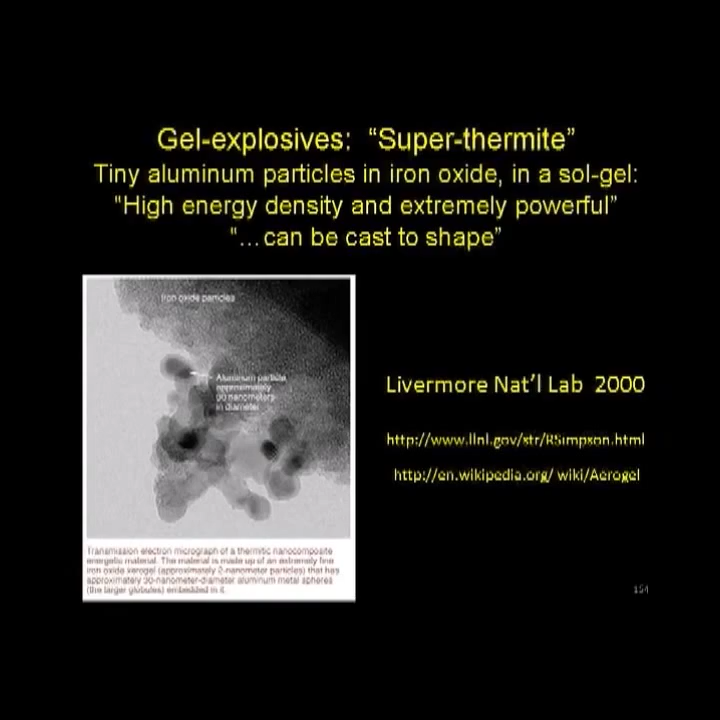 Gel-explosives: “Super-thermite”
Tiny aluminum particles in iron oxide, in a sol-gel:
“High energy density and extremely powerful”
“…can be cast to shape”
Iron oxide particles
Aluminum particle
approximately
30 nanometers
in diameter
Livermore Nat’l Lab 2000
http://www.llnl.gov/str/RSimpson.html
http://en.wikipedia.org/ wiki/Aerogel
Transmission electron micrograph of a thermitic nanocomposite
energetic material. The material is made up of an extremely fine
iron oxide xerogel (approximately 2-nanometer particles) that has
approximately 30-nanometer-diameter aluminum metal spheres
(the larger globules) embedded in it.
154